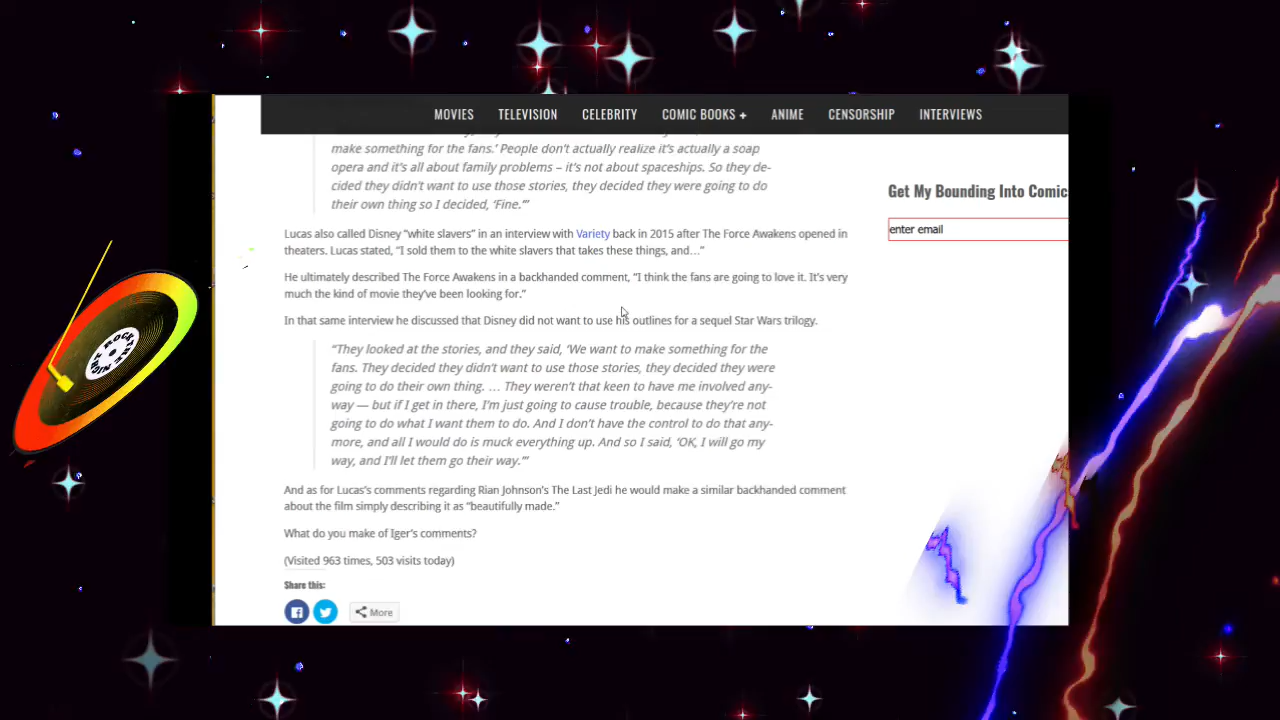 MOVIES TELEVISION CELEBRITY COMIC BOOKS + ANIME CENSORSHIP INTERVIEWS
make something for the fans.’ People don’t actually realize it’s actually a soap
opera and it’s all about family problems – it’s not about spaceships. So they de-
cided they didn’t want to use those stories, they decided they were going to do
their own thing so I decided, ‘Fine.’”
Get My Bounding Into Comic
enter email
Lucas also called Disney “white slavers” in an interview with Variety back in 2015 after The Force Awakens opened in
theaters. Lucas stated, “I sold them to the white slavers that takes these things, and…”
He ultimately described The Force Awakens in a backhanded comment, “I think the fans are going to love it. It’s very
much the kind of movie they’ve been looking for.”
In that same interview he discussed that Disney did not want to use his outlines for a sequel Star Wars trilogy.
“They looked at the stories, and they said, ‘We want to make something for the
fans. They decided they didn’t want to use those stories, they decided they were
going to do their own thing. … They weren’t that keen to have me involved any-
way — but if I get in there, I’m just going to cause trouble, because they’re not
going to do what I want them to do. And I don’t have the control to do that any-
more, and all I would do is muck everything up. And so I said, ‘OK, I will go my
way, and I’ll let them go their way.’”
And as for Lucas’s comments regarding Rian Johnson’s The Last Jedi he would make a similar backhanded comment
about the film simply describing it as “beautifully made.”
What do you make of Iger’s comments?
(Visited 963 times, 503 visits today)
Share this:
More